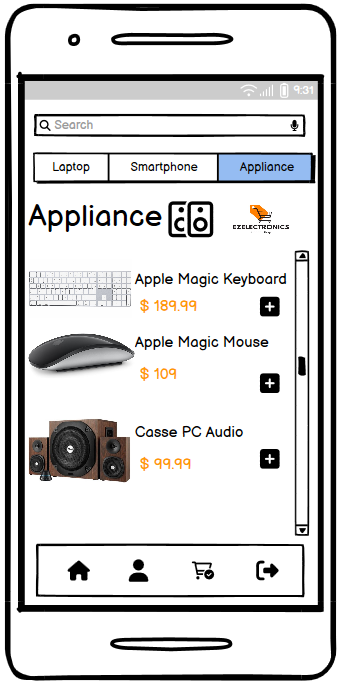 9:31
Search
Laptop Smartphone Appliance
Appliance
EZELECTRONICS
Apple Magic Keyboard
$ 189.99
Apple Magic Mouse
$ 109
Casse PC Audio
$ 99.99